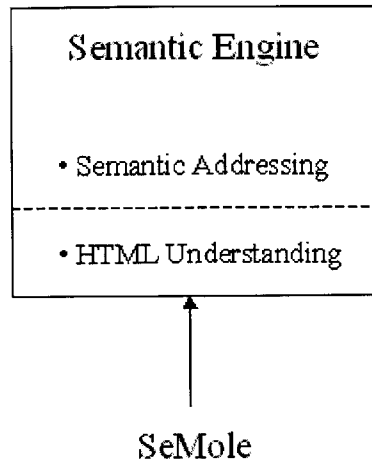 Semantic Engine
• Semantic Addressing
• HTML Understanding
SeMole